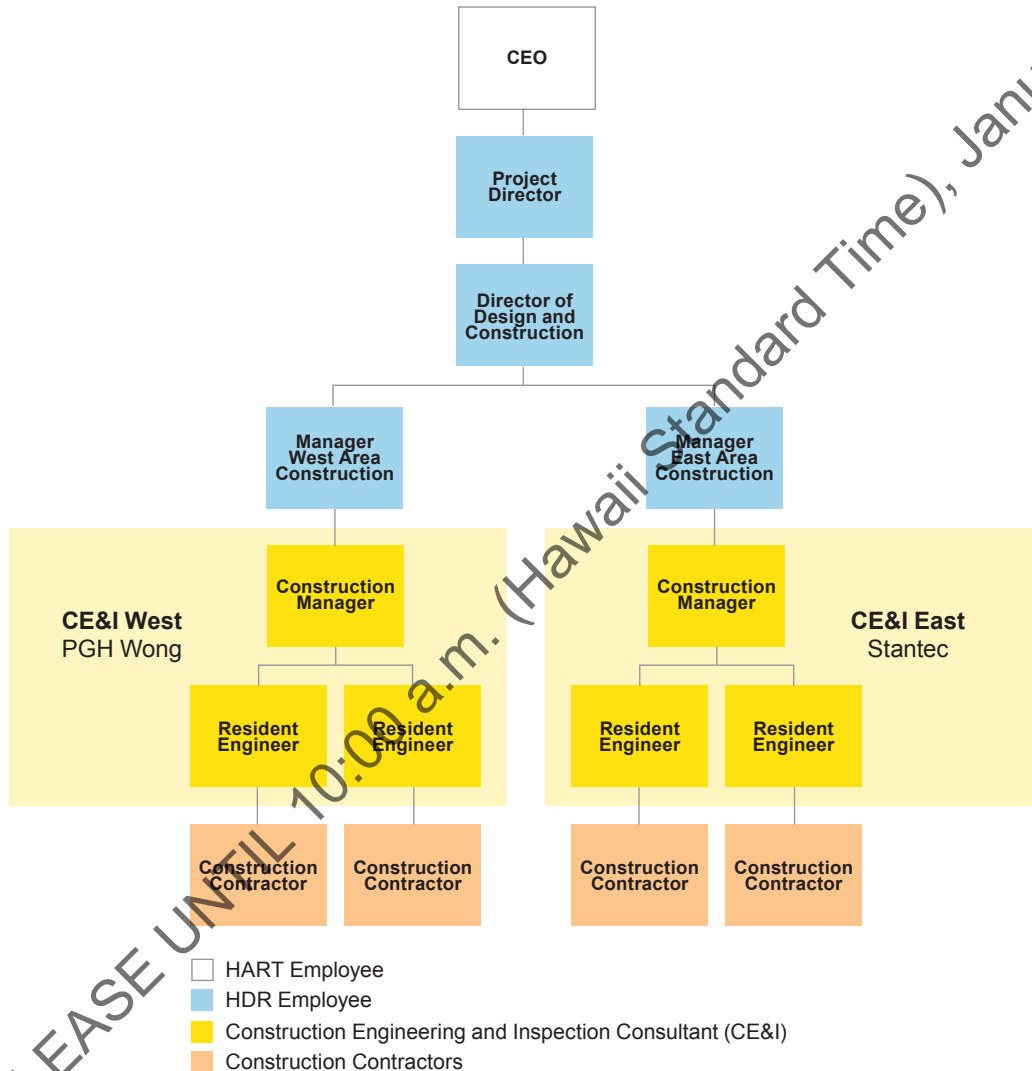 CEO
Project
Director
Director of
Design and
Construction
Manager
West Area
Construction
Manager
East Area
Construction
CE&I West
PGH Wong
Construction
Manager
Construction
Manager
CE&I East
Stantec
Resident
Engineer
Resident
Engineer
Resident
Engineer
Resident
Engineer
Construction
Contractor
Construction
Contractor
Construction
Contractor
Construction
Contractor
HART Employee
HDR Employee
Construction Engineering and Inspection Consultant (CE&I)
Construction Contractors
UNTIL 10:00 a.m. (Hawaii Standard Time),